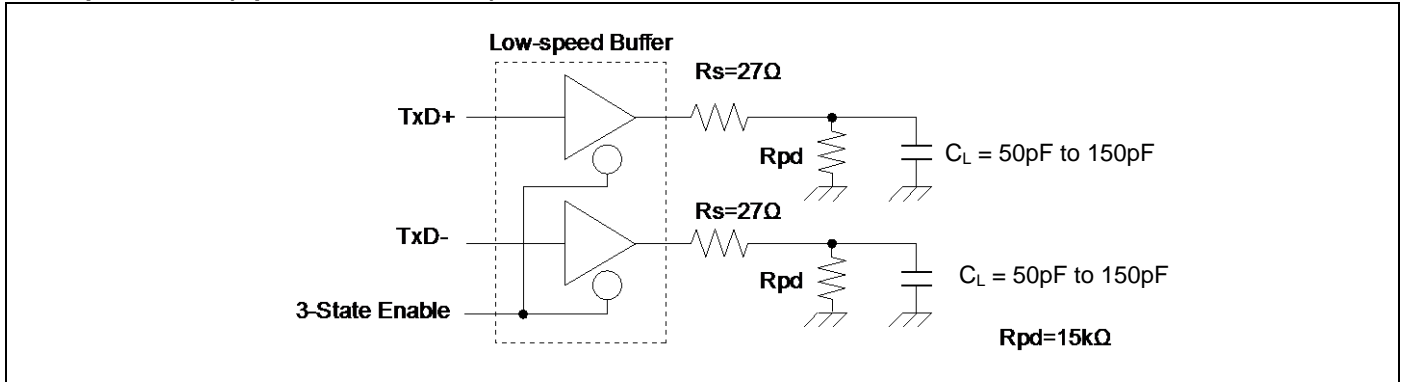 Low-speed Buffer
Rs=27Ω
TxD+
Rpd
CL = 50pF to 150pF
Rs=27Ω
TxD-
Rpd
CL = 50pF to 150pF
3-State Enable
Rpd=15kΩ